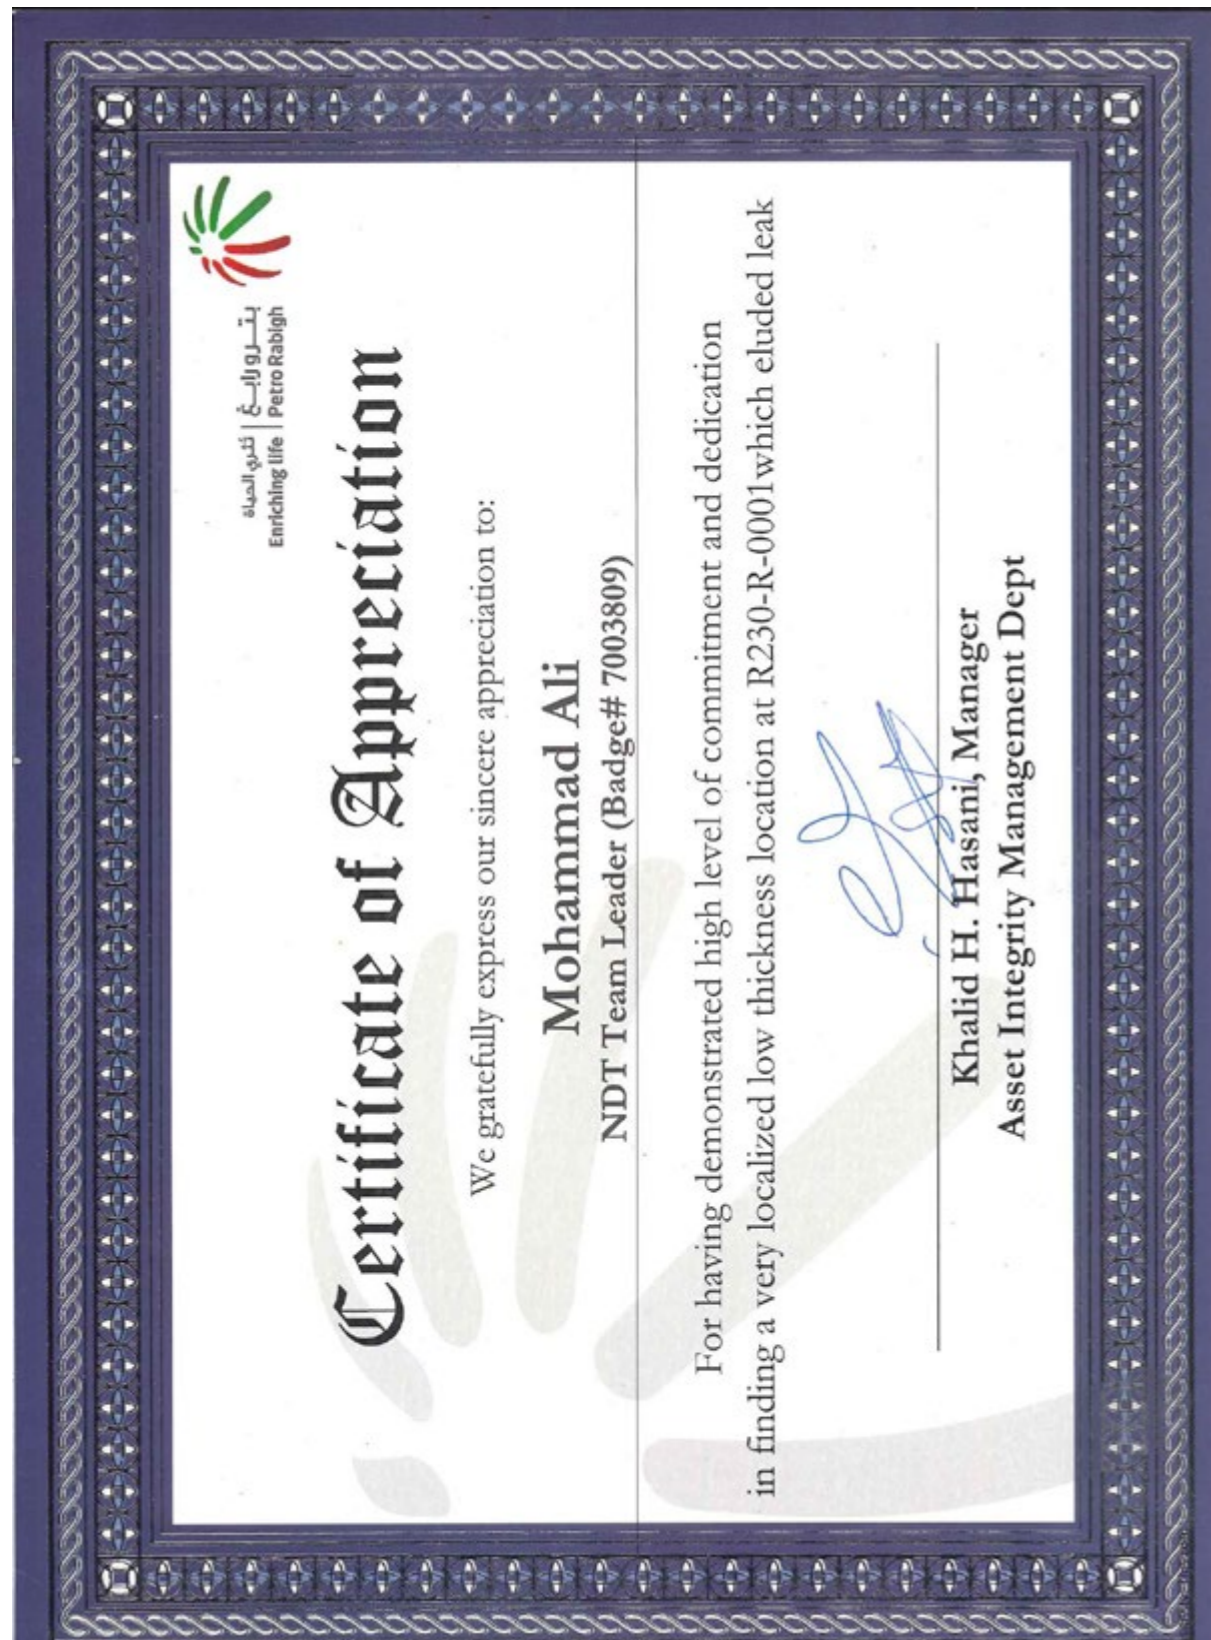 بتـــرورابــغ | نثري الحياة
Enriching life | Petro Rabigh
Certificate of Appreciation
We gratefully express our sincere appreciation to:
Mohammad Ali
NDT Team Leader (Badge# 7003809)
For having demonstrated high level of commitment and dedication
in finding a very localized low thickness location at R230-R-0001which eluded leak
Khalid H. Hasani, Manager
Asset Integrity Management Dept